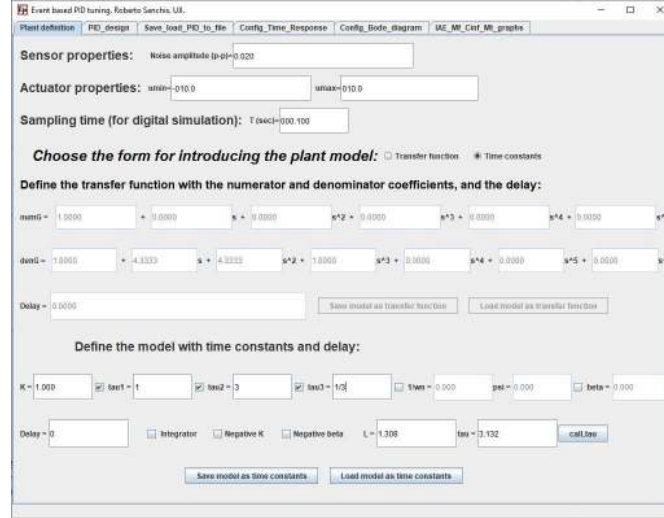 Event based PID tuning. Roberto Sanchis. UJI.
Plant definition PID_design Save_load_PID_to_file Config_Time_Response Config_Bode_diagram IAE_Mf_Cinf_Mt_graphs
Sensor properties: Noise amplitude (p-p)= 0.020
Actuator properties: umin= -010.0 umax= 010.0
Sampling time (for digital simulation): T (sec)= 000.100
Choose the form for introducing the plant model: Transfer function Time constants
Define the transfer function with the numerator and denominator coefficients, and the delay:
numG = 1.0000 + 0.0000 s + 0.0000 s^2 + 0.0000 s^3 + 0.0000 s^4 + 0.0000 s^
denG = 1.0000 + 4.3333 s + 4.3333 s^2 + 1.0000 s^3 + 0.0000 s^4 + 0.0000 s^5 + 0.0000 s^
Delay = 0.0000 Save model as transfer function Load model as transfer function
Define the model with time constants and delay:
K = 1.000 tau1 = 1 tau2 = 3 tau3 = 1/3 1/wn = 0.000 psi = 0.000 beta = 0.000
Delay = 0 Integrator Negative K Negative beta L = 1.308 tau = 3.132
Save model as time constants Load model as time constants